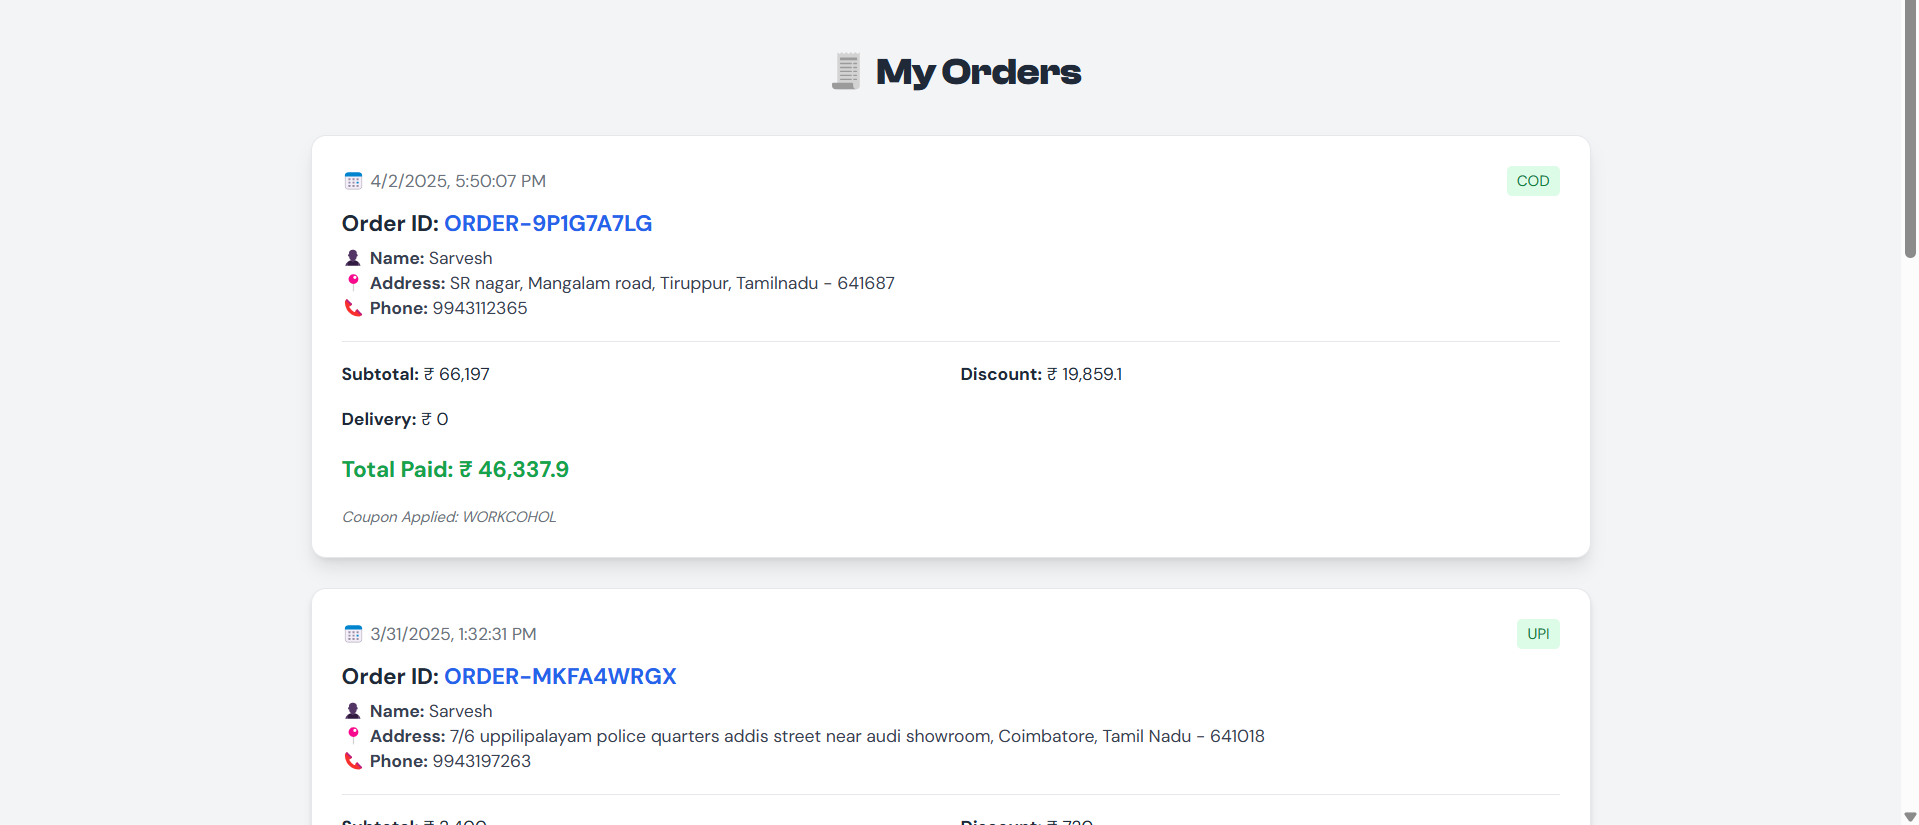 My Orders
4/2/2025, 5:50:07 PM
COD
Order ID: ORDER-9P1G7A7LG
Name: Sarvesh
Address: SR nagar, Mangalam road, Tiruppur, Tamilnadu - 641687
Phone: 9943112365
Subtotal: ₹ 66,197
Discount: ₹ 19,859.1
Delivery: ₹ 0
Total Paid: ₹ 46,337.9
Coupon Applied: WORKCOHOL
3/31/2025, 1:32:31 PM
UPI
Order ID: ORDER-MKFA4WRGX
Name: Sarvesh
Address: 7/6 uppilipalayam police quarters addis street near audi showroom, Coimbatore, Tamil Nadu - 641018
Phone: 9943197263
Subtotal: ₹
Discount: ₹